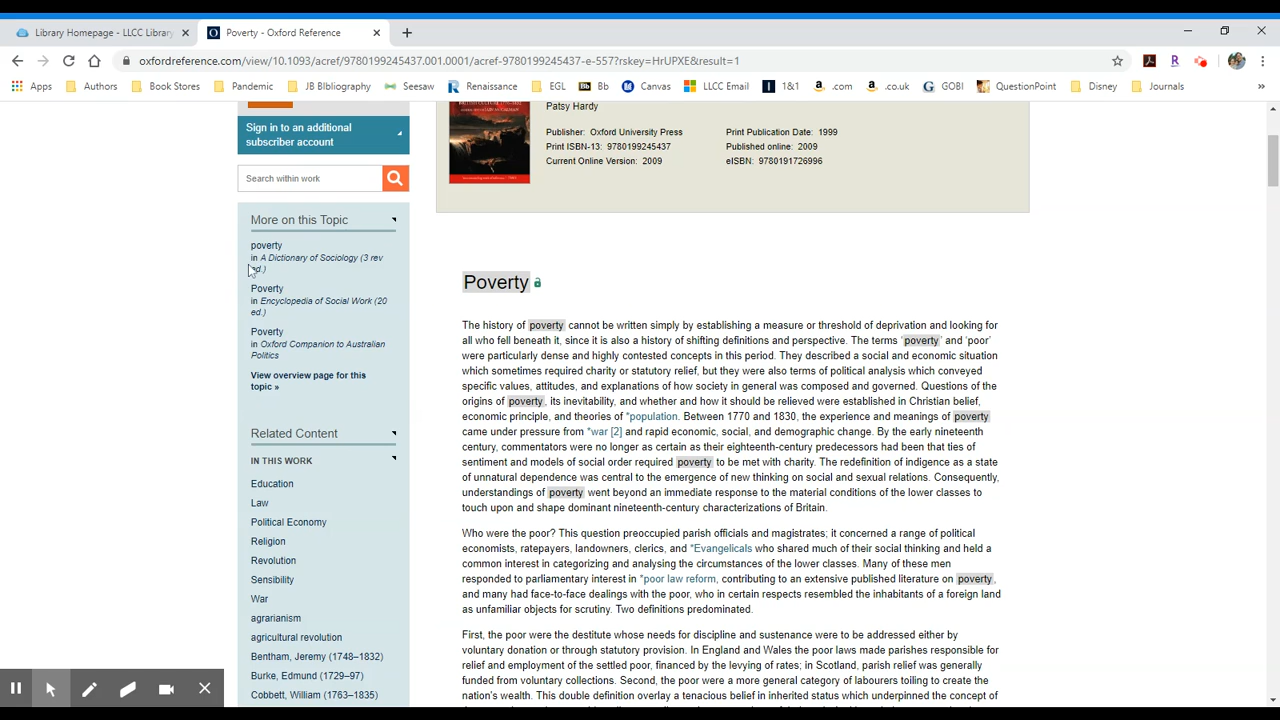 Library Homepage - LLCC Library
Poverty - Oxford Reference
oxfordreference.com/view/10.1093/acref/9780199245437.001.0001/acref-9780199245437-e-557?rskey=HrUPXE&result=1
Apps
Authors
Book Stores
Pandemic
JB BIbliography
Seesaw
Renaissance
EGL
Bb
Canvas
LLCC Email
1&1
.com
.co.uk
GOBI
QuestionPoint
Disney
Journals
»
Sign in to an additional
subscriber account
Search within work
More on this Topic
poverty
in A Dictionary of Sociology (3 rev
ed.)
Poverty
in Encyclopedia of Social Work (20
ed.)
Poverty
in Oxford Companion to Australian
Politics
View overview page for this
topic »
Related Content
IN THIS WORK
Education
Law
Political Economy
Religion
Revolution
Sensibility
War
agrarianism
agricultural revolution
Bentham, Jeremy (1748–1832)
Burke, Edmund (1729–97)
Cobbett, William (1763–1835)
Patsy Hardy
Publisher: Oxford University Press
Print Publication Date: 1999
Print ISBN-13: 9780199245437
Published online: 2009
Current Online Version: 2009
eISBN: 9780191726996
Poverty
The history of poverty cannot be written simply by establishing a measure or threshold of deprivation and looking for
all who fell beneath it, since it is also a history of shifting definitions and perspective. The terms ‘poverty’ and ‘poor’
were particularly dense and highly contested concepts in this period. They described a social and economic situation
which sometimes required charity or statutory relief, but they were also terms of political analysis which conveyed
specific values, attitudes, and explanations of how society in general was composed and governed. Questions of the
origins of poverty, its inevitability, and whether and how it should be relieved were established in Christian belief,
economic principle, and theories of *population. Between 1770 and 1830, the experience and meanings of poverty
came under pressure from *war [2] and rapid economic, social, and demographic change. By the early nineteenth
century, commentators were no longer as certain as their eighteenth-century predecessors had been that ties of
sentiment and models of social order required poverty to be met with charity. The redefinition of indigence as a state
of unnatural dependence was central to the emergence of new thinking on social and sexual relations. Consequently,
understandings of poverty went beyond an immediate response to the material conditions of the lower classes to
touch upon and shape dominant nineteenth-century characterizations of Britain.
Who were the poor? This question preoccupied parish officials and magistrates; it concerned a range of political
economists, ratepayers, landowners, clerics, and *Evangelicals who shared much of their social thinking and held a
common interest in categorizing and analysing the circumstances of the lower classes. Many of these men
responded to parliamentary interest in *poor law reform, contributing to an extensive published literature on poverty,
and many had face-to-face dealings with the poor, who in certain respects resembled the inhabitants of a foreign land
as unfamiliar objects for scrutiny. Two definitions predominated.
First, the poor were the destitute whose needs for discipline and sustenance were to be addressed either by
voluntary donation or through statutory provision. In England and Wales the poor laws made parishes responsible for
relief and employment of the settled poor, financed by the levying of rates; in Scotland, parish relief was generally
funded from voluntary collections. Second, the poor were a more general category of labourers toiling to create the
nation's wealth. This double definition overlay a tenacious belief in inherited status which underpinned the concept of